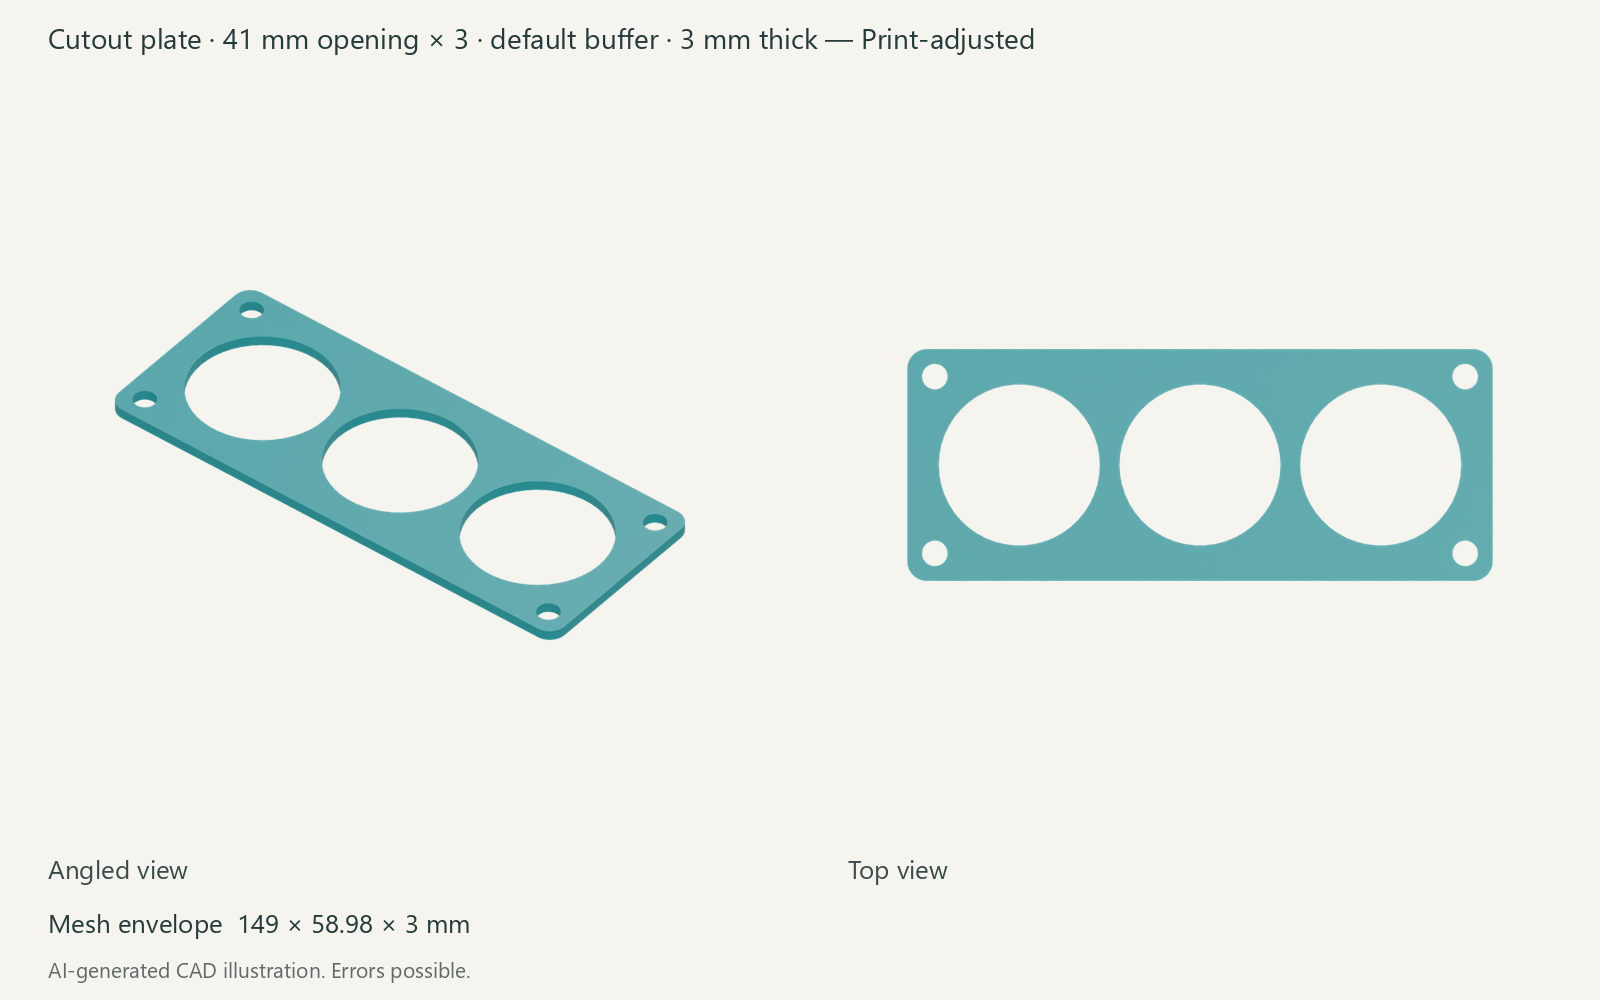 Cutout plate · 41 mm opening × 3 · default buffer · 3 mm thick — Print-adjusted
Angled view
Top view
Mesh envelope 149 × 58.98 × 3 mm
AI-generated CAD illustration. Errors possible.